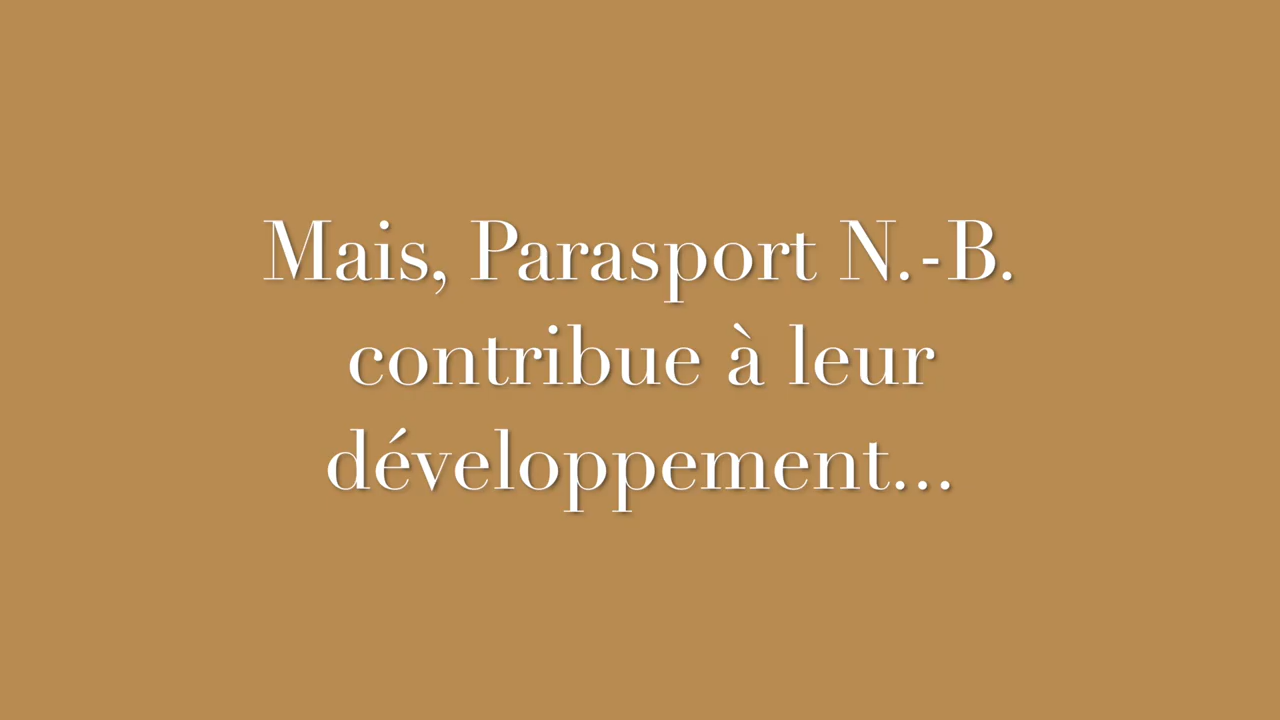 Mais, Parasport N.-B.
contribue à leur
développement...